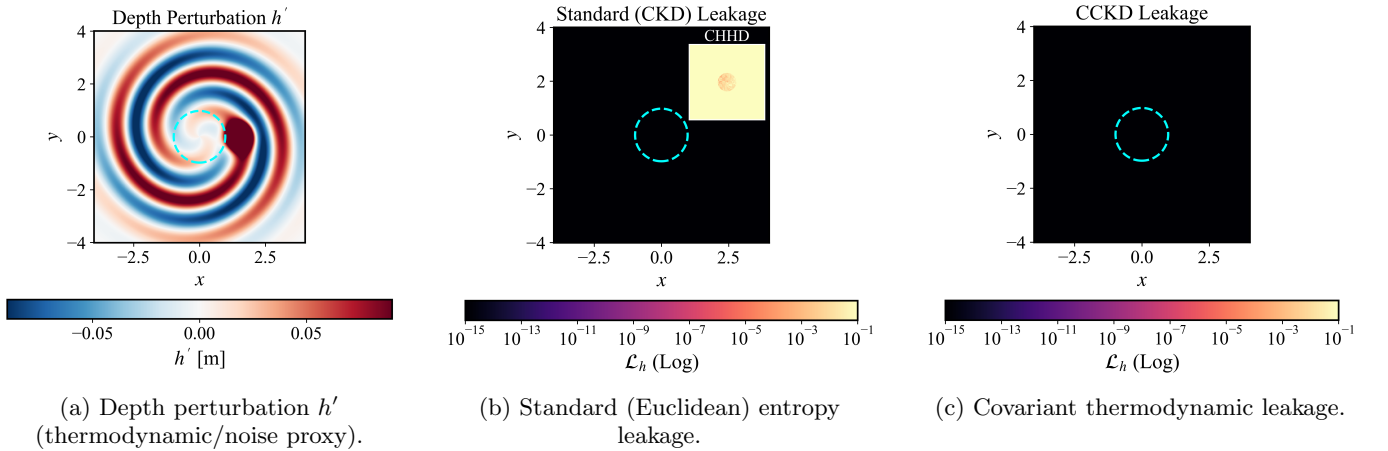 Depth Perturbation h′
4
2
0
−2
−4
y
−2.5 0.0 2.5
x
−0.05 0.00 0.05
h′ [m]
(a) Depth perturbation h′
(thermodynamic/noise proxy).
Standard (CKD) Leakage
CHHD
4
2
0
−2
−4
y
−2.5 0.0 2.5
x
10⁻¹⁵ 10⁻¹³ 10⁻¹¹ 10⁻⁹ 10⁻⁷ 10⁻⁵ 10⁻³ 10⁻¹
ℒₕ (Log)
(b) Standard (Euclidean) entropy
leakage.
CCKD Leakage
4
2
0
−2
−4
y
−2.5 0.0 2.5
x
10⁻¹⁵ 10⁻¹³ 10⁻¹¹ 10⁻⁹ 10⁻⁷ 10⁻⁵ 10⁻³ 10⁻¹
ℒₕ (Log)
(c) Covariant thermodynamic leakage.